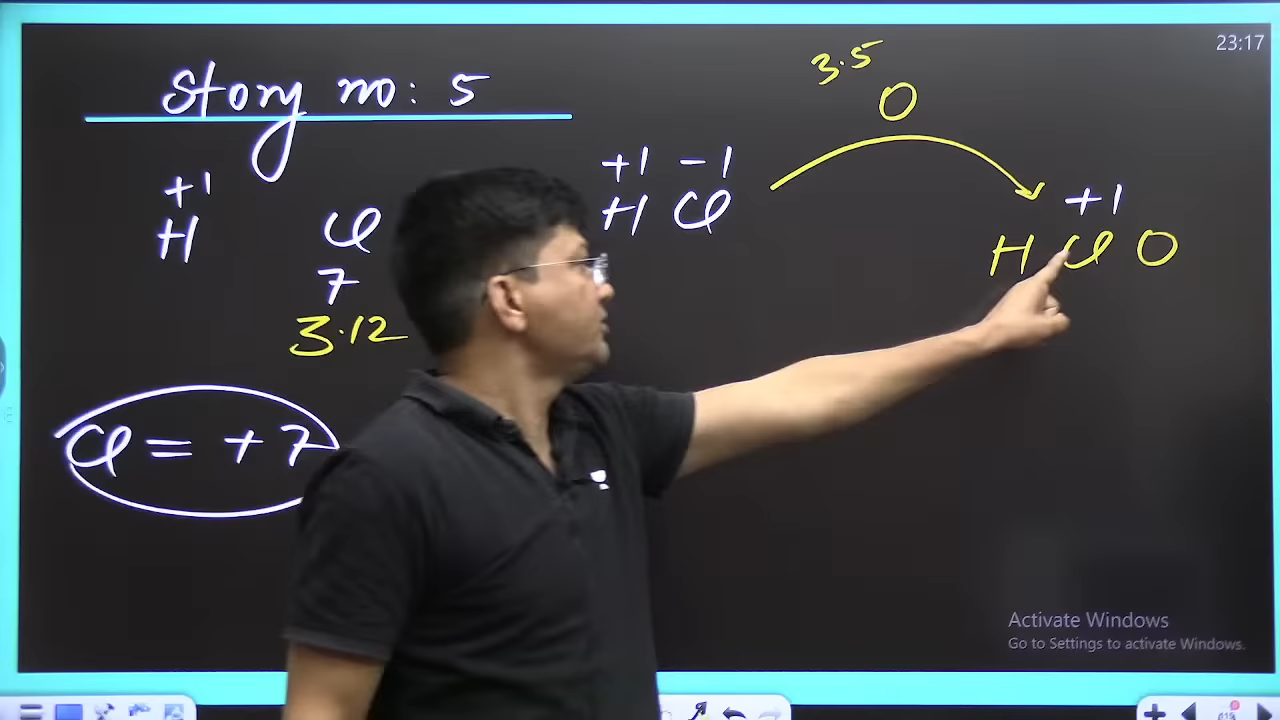 23:17
Story no: 5
3.5
O
+1
H
Cl
7
3.12
+1 -1
H Cl
+1
H Cl O
Cl = +7
Activate Windows
Go to Settings to activate Windows.